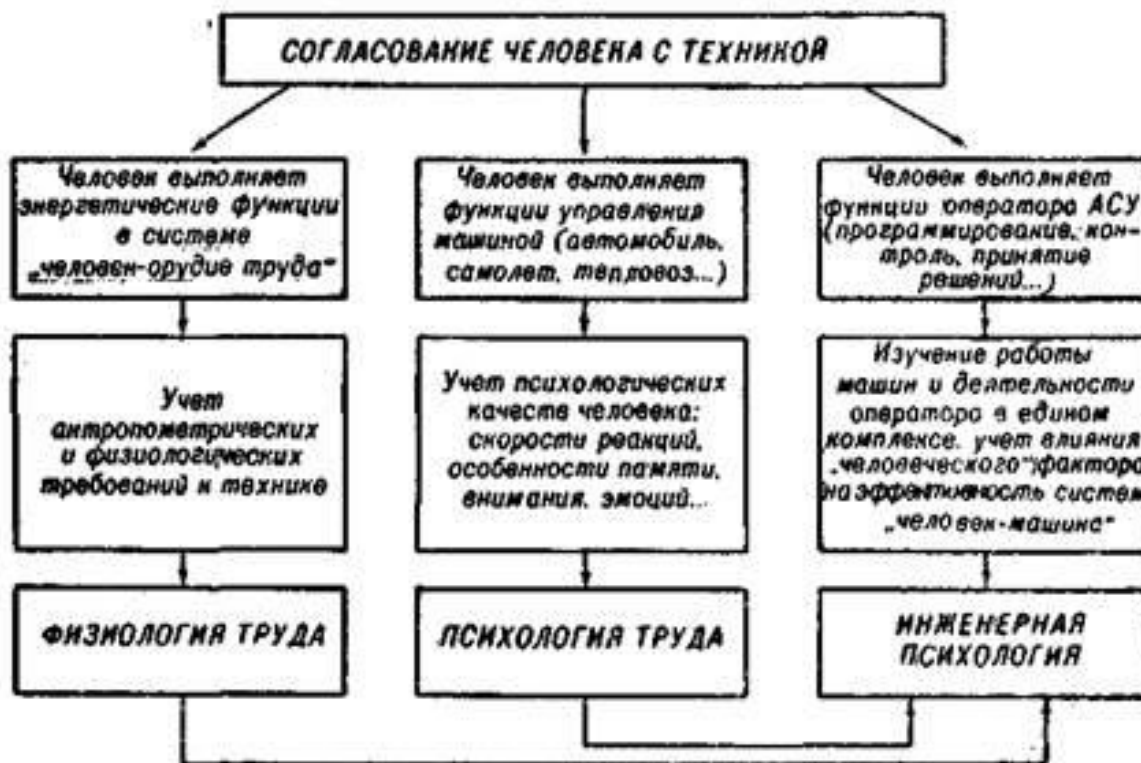 СОГЛАСОВАНИЕ ЧЕЛОВЕКА С ТЕХНИКОЙ
Человек выполняет
энергетические функции
в системе
„человек-орудие труда“
Человек выполняет
функции управления
машиной (автомобиль,
самолет, тепловоз...)
Человек выполняет
функции оператора АСУ
(программирование, кон-
троль, принятие
решений...)
Учет
антропометрических
и физиологических
требований к технике
Учет психологических
качеств человека:
скорости реакций,
особенности памяти,
внимания, эмоций...
Изучение работы
машин и деятельности
оператора в едином
комплексе, учет влияния
„человеческого“ фактора
на эффективность систем
„человек-машина“
ФИЗИОЛОГИЯ ТРУДА
ПСИХОЛОГИЯ ТРУДА
ИНЖЕНЕРНАЯ
ПСИХОЛОГИЯ